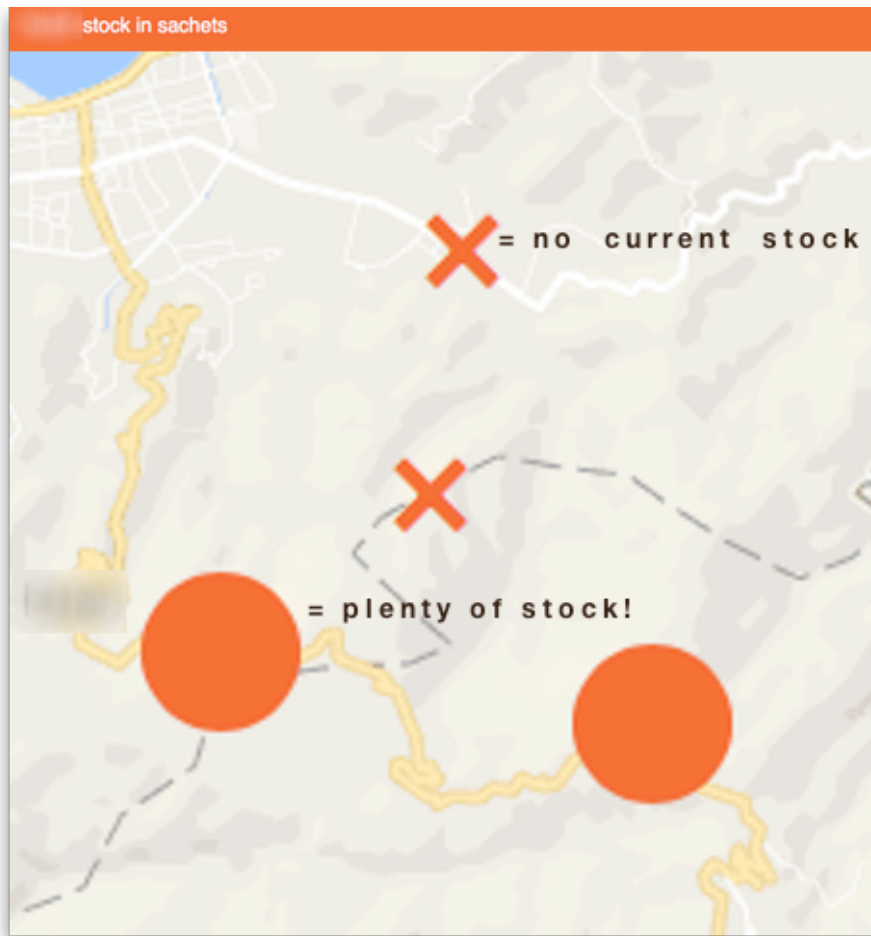 stock in sachets
= no current stock
= plenty of stock!